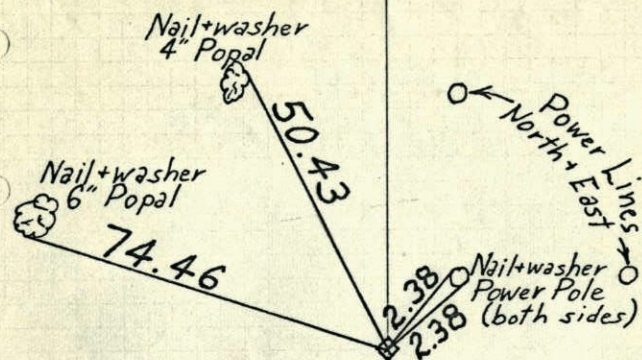 Nail+washer
4" Popal
50.43
Power Lines
North + East
Nail+washer
6" Popal
74.46
2.38
2.38
Nail+washer
Power Pole
(both sides)